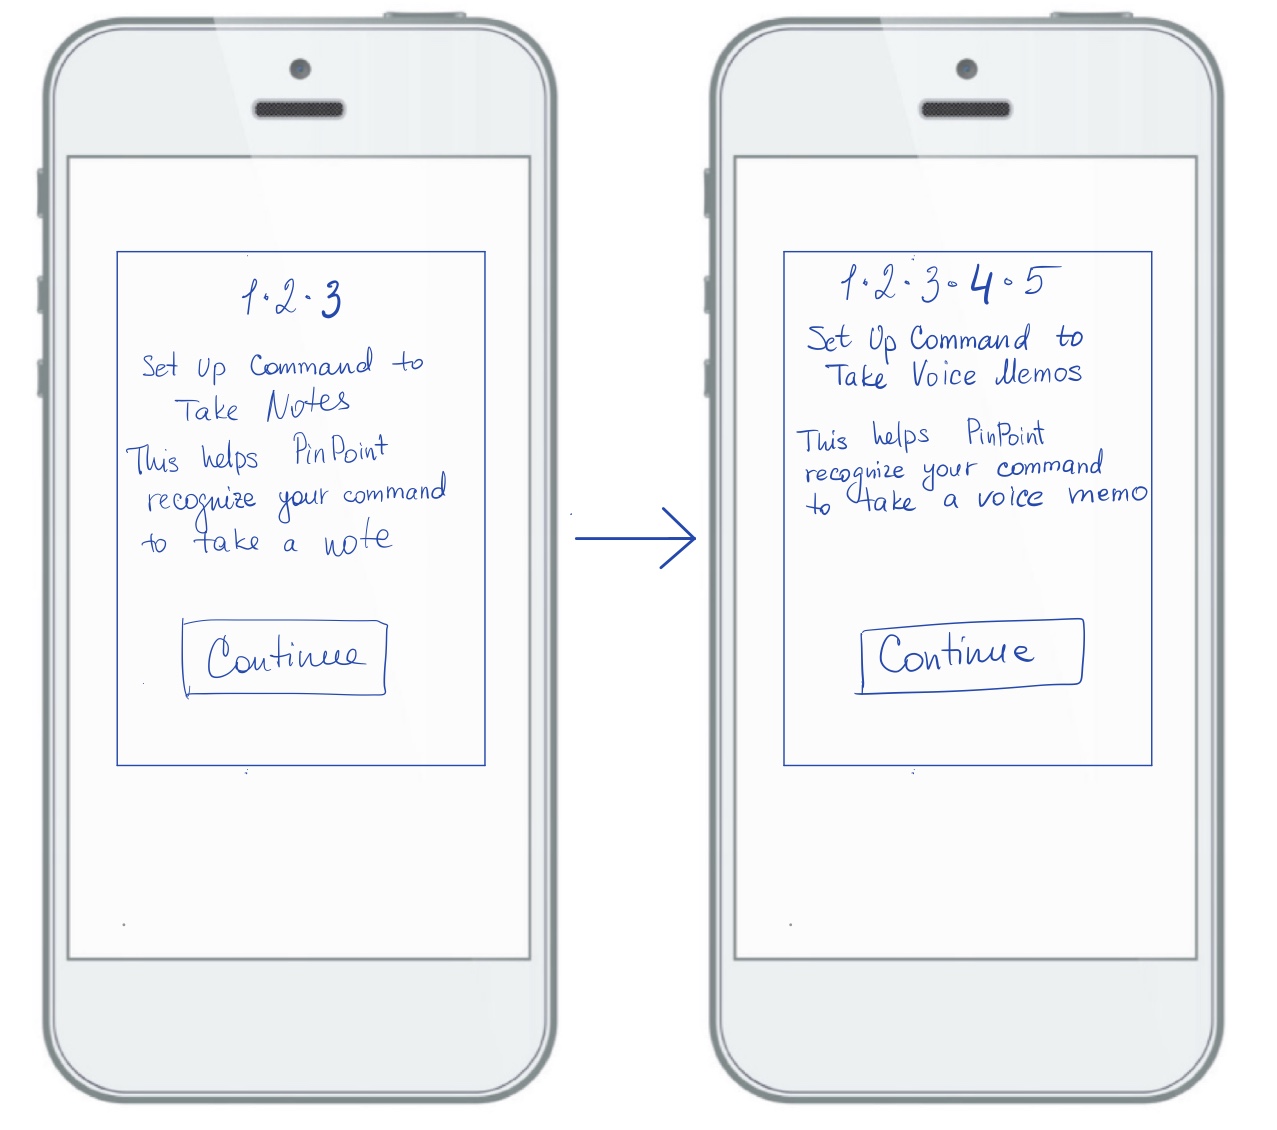 1·2·3
Set Up Command to
Take Notes
This helps PinPoint
recognize your command
to take a note
Continue
1·2·3·4·5
Set Up Command to
Take Voice Memos
This helps PinPoint
recognize your command
to take a voice memo
Continue